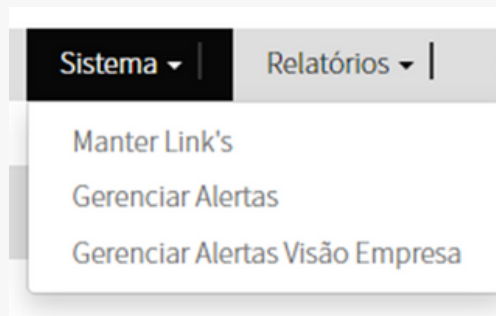 Sistema Relatórios
Manter Link's
Gerenciar Alertas
Gerenciar Alertas Visão Empresa